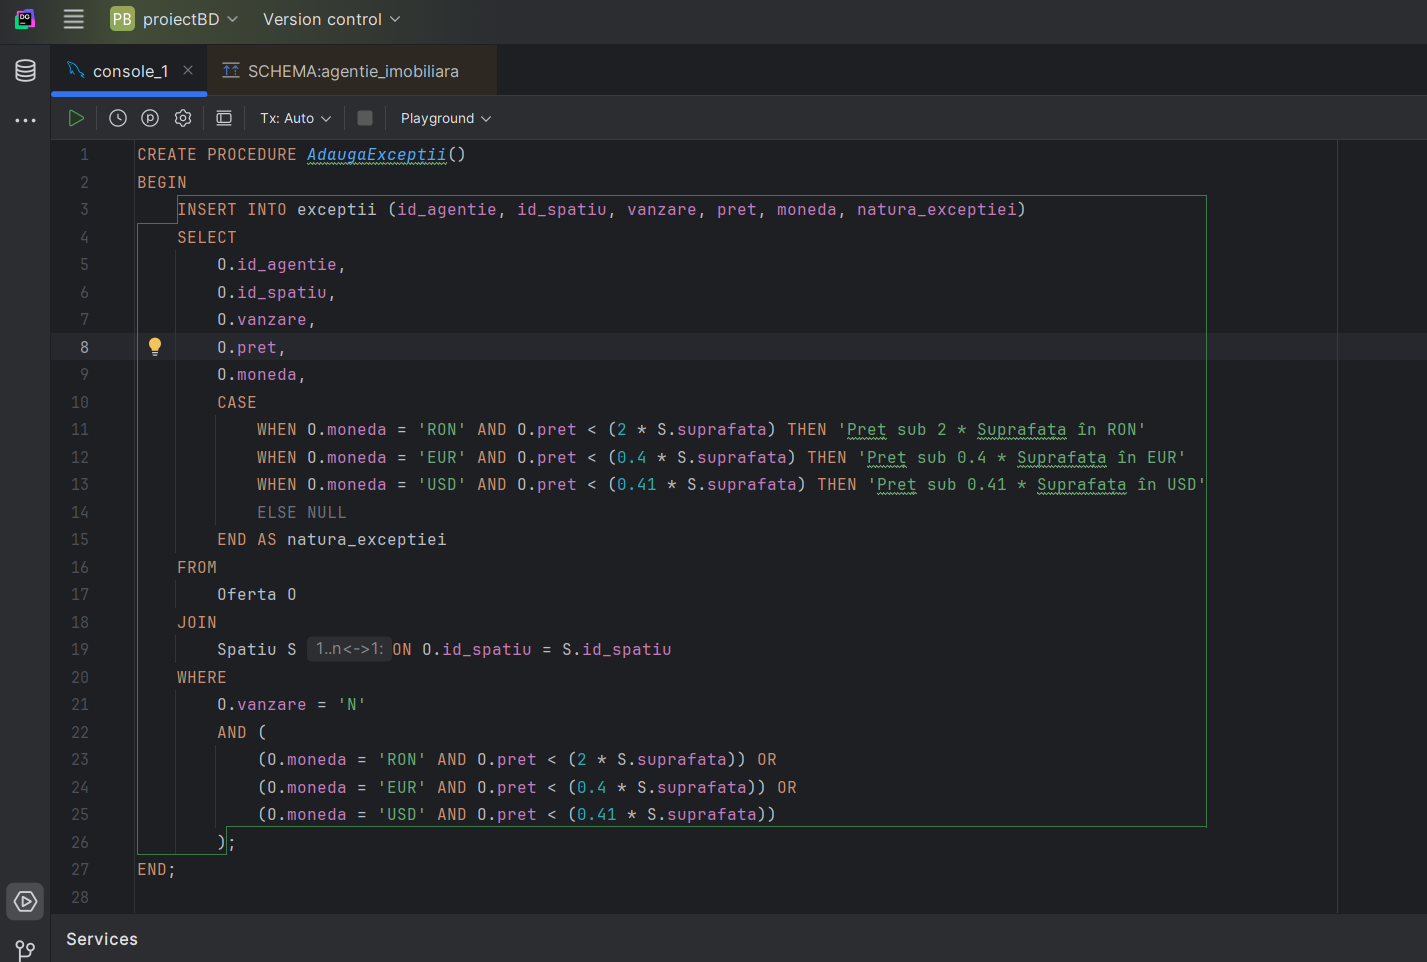 DG
PB proiectBD Version control
console_1 SCHEMA:agentie_imobiliara
Tx: Auto Playground
1 CREATE PROCEDURE AdaugaExceptii()
2 BEGIN
3 INSERT INTO exceptii (id_agentie, id_spatiu, vanzare, pret, moneda, natura_exceptiei)
4 SELECT
5 O.id_agentie,
6 O.id_spatiu,
7 O.vanzare,
8 O.pret,
9 O.moneda,
10 CASE
11 WHEN O.moneda = 'RON' AND O.pret < (2 * S.suprafata) THEN 'Pret sub 2 * Suprafata în RON'
12 WHEN O.moneda = 'EUR' AND O.pret < (0.4 * S.suprafata) THEN 'Pret sub 0.4 * Suprafata în EUR'
13 WHEN O.moneda = 'USD' AND O.pret < (0.41 * S.suprafata) THEN 'Pret sub 0.41 * Suprafata în USD'
14 ELSE NULL
15 END AS natura_exceptiei
16 FROM
17 Oferta O
18 JOIN
19 Spatiu S 1..n<->1: ON O.id_spatiu = S.id_spatiu
20 WHERE
21 O.vanzare = 'N'
22 AND (
23 (O.moneda = 'RON' AND O.pret < (2 * S.suprafata)) OR
24 (O.moneda = 'EUR' AND O.pret < (0.4 * S.suprafata)) OR
25 (O.moneda = 'USD' AND O.pret < (0.41 * S.suprafata))
26 );
27 END;
28
Services